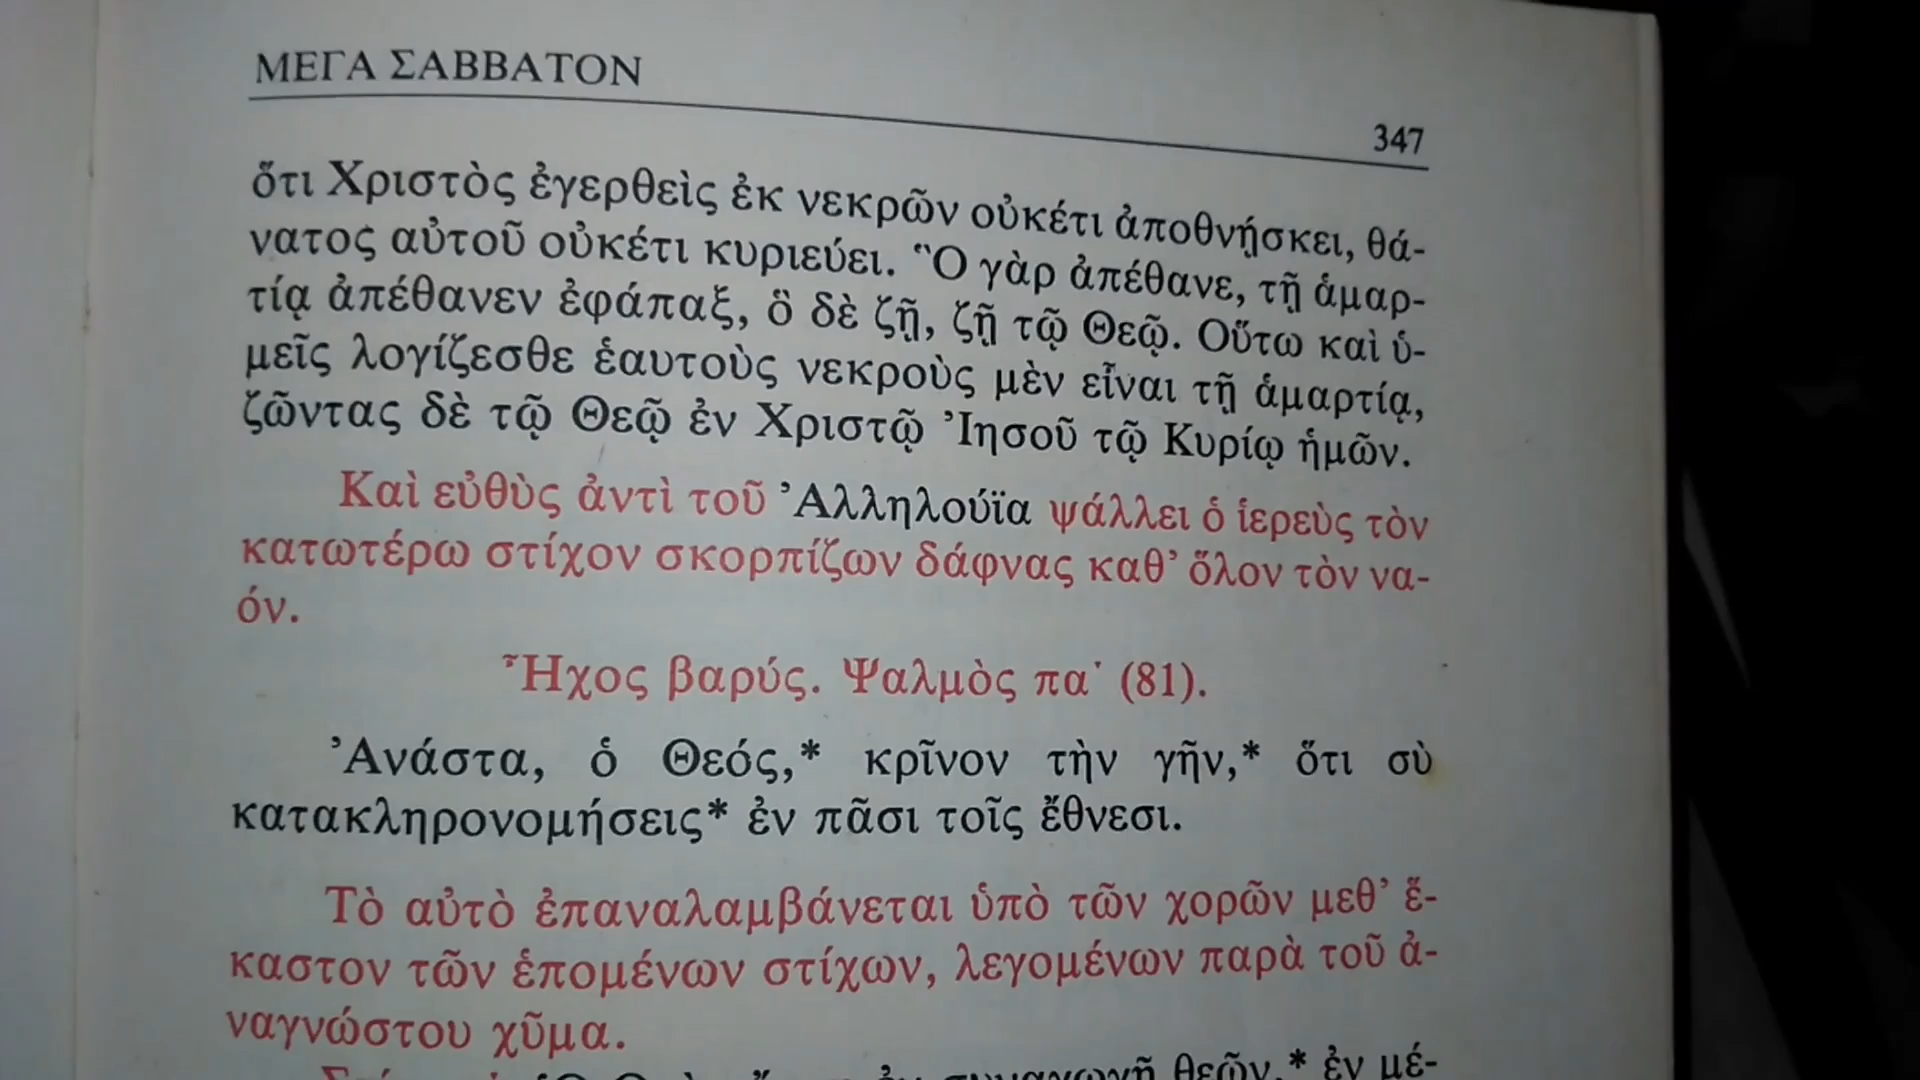 ΜΕΓΑ ΣΑΒΒΑΤΟΝ
347
ὅτι Χριστὸς ἐγερθεὶς ἐκ νεκρῶν οὐκέτι ἀποθνῄσκει, θά-
νατος αὐτοῦ οὐκέτι κυριεύει. Ὃ γὰρ ἀπέθανε, τῇ ἁμαρ-
τίᾳ ἀπέθανεν ἐφάπαξ, ὃ δὲ ζῇ, ζῇ τῷ Θεῷ. Οὕτω καὶ ὑ-
μεῖς λογίζεσθε ἑαυτοὺς νεκροὺς μὲν εἶναι τῇ ἁμαρτίᾳ,
ζῶντας δὲ τῷ Θεῷ ἐν Χριστῷ Ἰησοῦ τῷ Κυρίῳ ἡμῶν.
Καὶ εὐθὺς ἀντὶ τοῦ Ἀλληλούϊα ψάλλει ὁ ἱερεὺς τὸν
κατωτέρω στίχον σκορπίζων δάφνας καθ’ ὅλον τὸν να-
όν.
Ἦχος βαρύς. Ψαλμὸς πα΄ (81).
Ἀνάστα, ὁ Θεός,* κρῖνον τὴν γῆν,* ὅτι σὺ
κατακληρονομήσεις* ἐν πᾶσι τοῖς ἔθνεσι.
Τὸ αὐτὸ ἐπαναλαμβάνεται ὑπὸ τῶν χορῶν μεθ’ ἕ-
καστον τῶν ἑπομένων στίχων, λεγομένων παρὰ τοῦ ἀ-
ναγνώστου χῦμα.
θεῶν,* ἐν μέ-